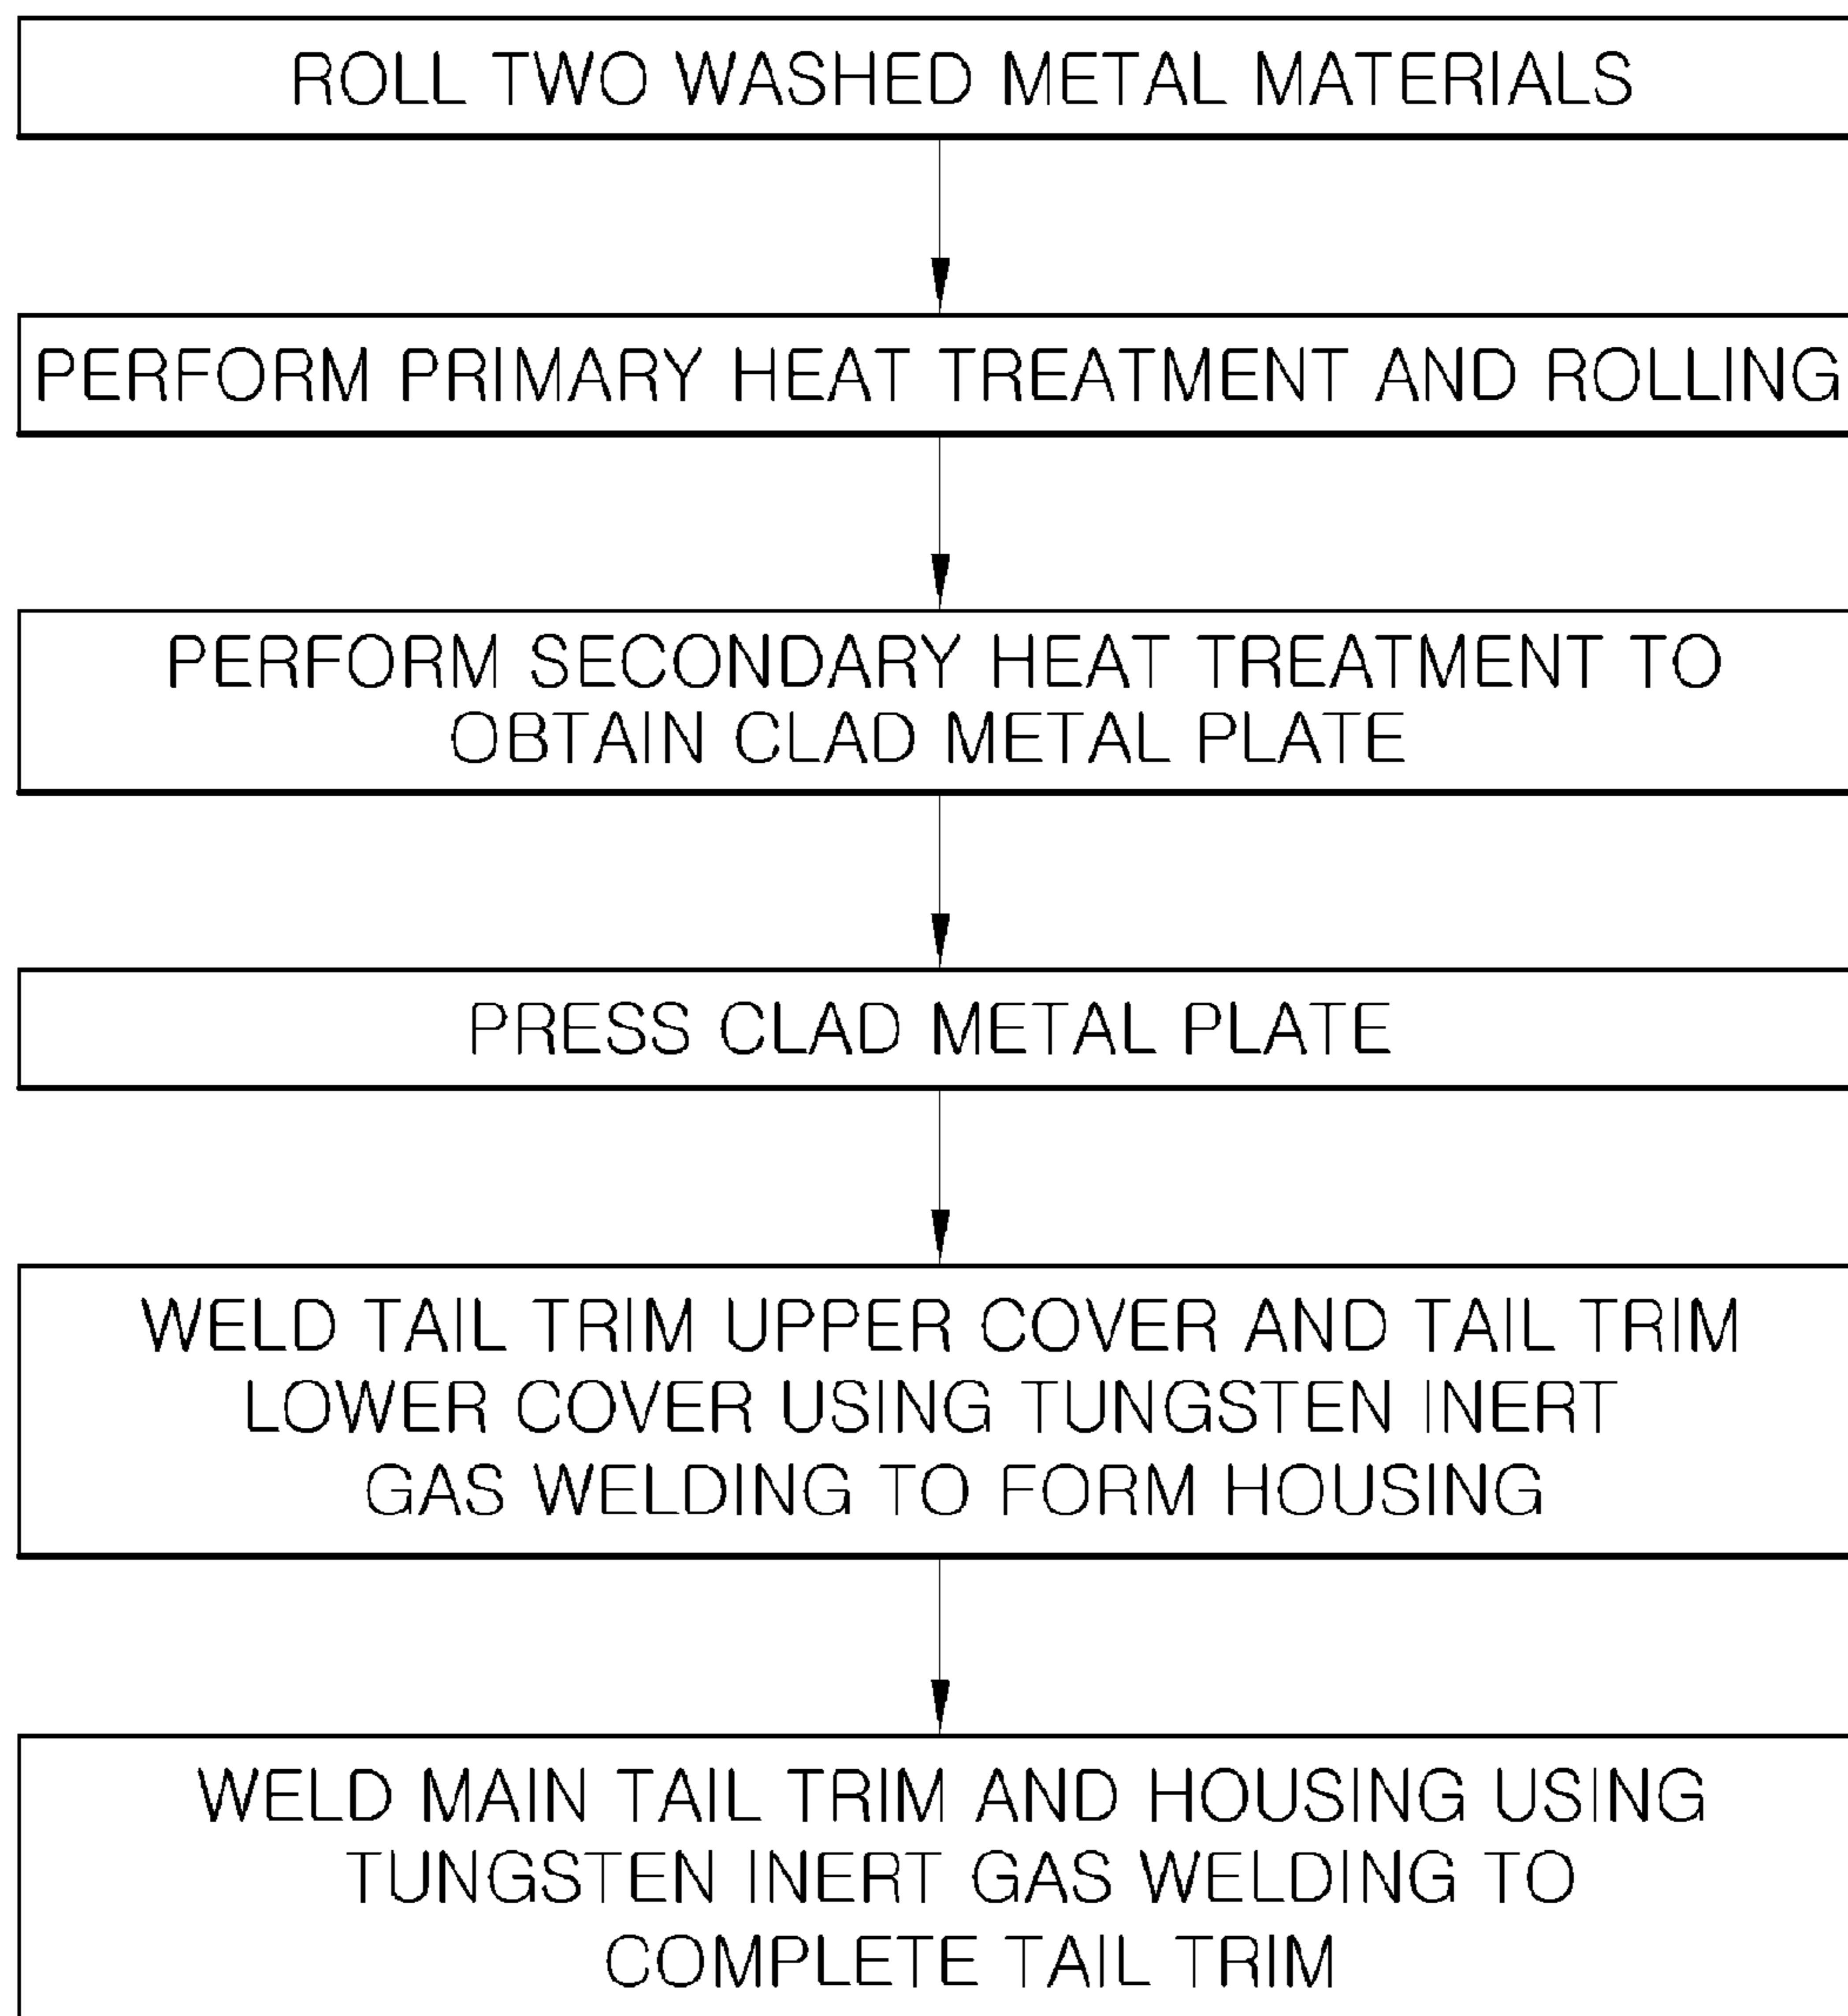 ROLL TWO WASHED METAL MATERIALS
PERFORM PRIMARY HEAT TREATMENT AND ROLLING
PERFORM SECONDARY HEAT TREATMENT TO
OBTAIN CLAD METAL PLATE
PRESS CLAD METAL PLATE
WELD TAIL TRIM UPPER COVER AND TAIL TRIM
LOWER COVER USING TUNGSTEN INERT
GAS WELDING TO FORM HOUSING
WELD MAIN TAIL TRIM AND HOUSING USING
TUNGSTEN INERT GAS WELDING TO
COMPLETE TAIL TRIM